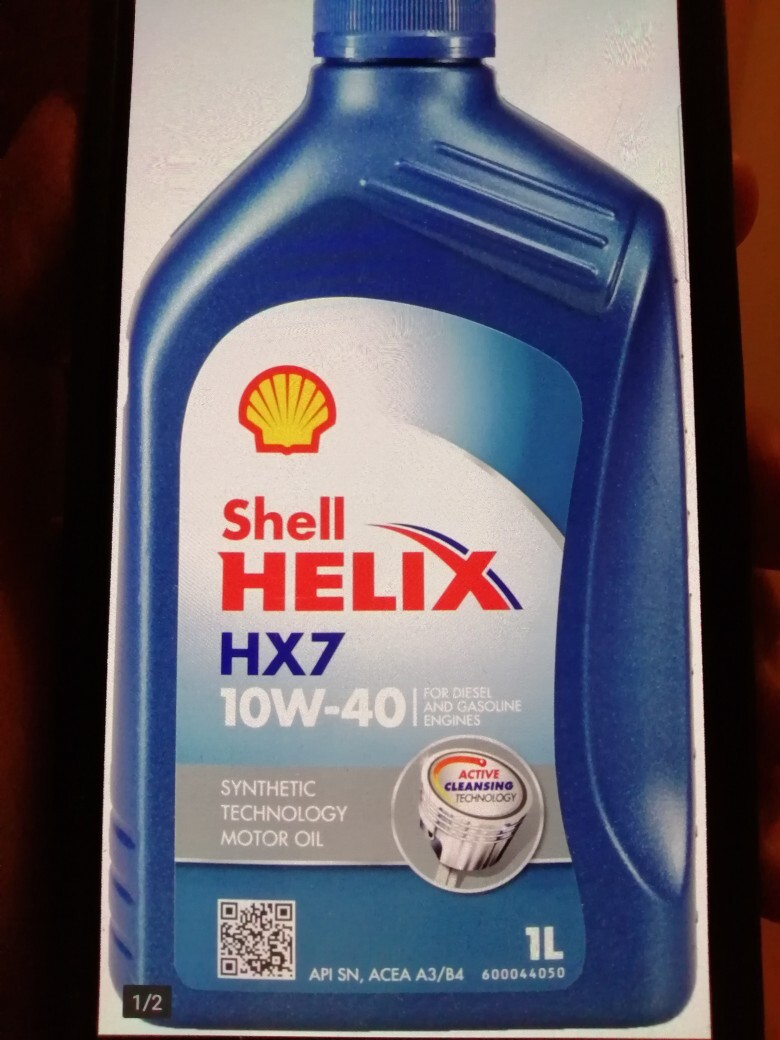 Shell
HELIX
HX7
10W-40
FOR DIESEL
AND GASOLINE
ENGINES
ACTIVE
CLEANSING
TECHNOLOGY
SYNTHETIC
TECHNOLOGY
MOTOR OIL
1L
API SN, ACEA A3/B4 600044050
1/2